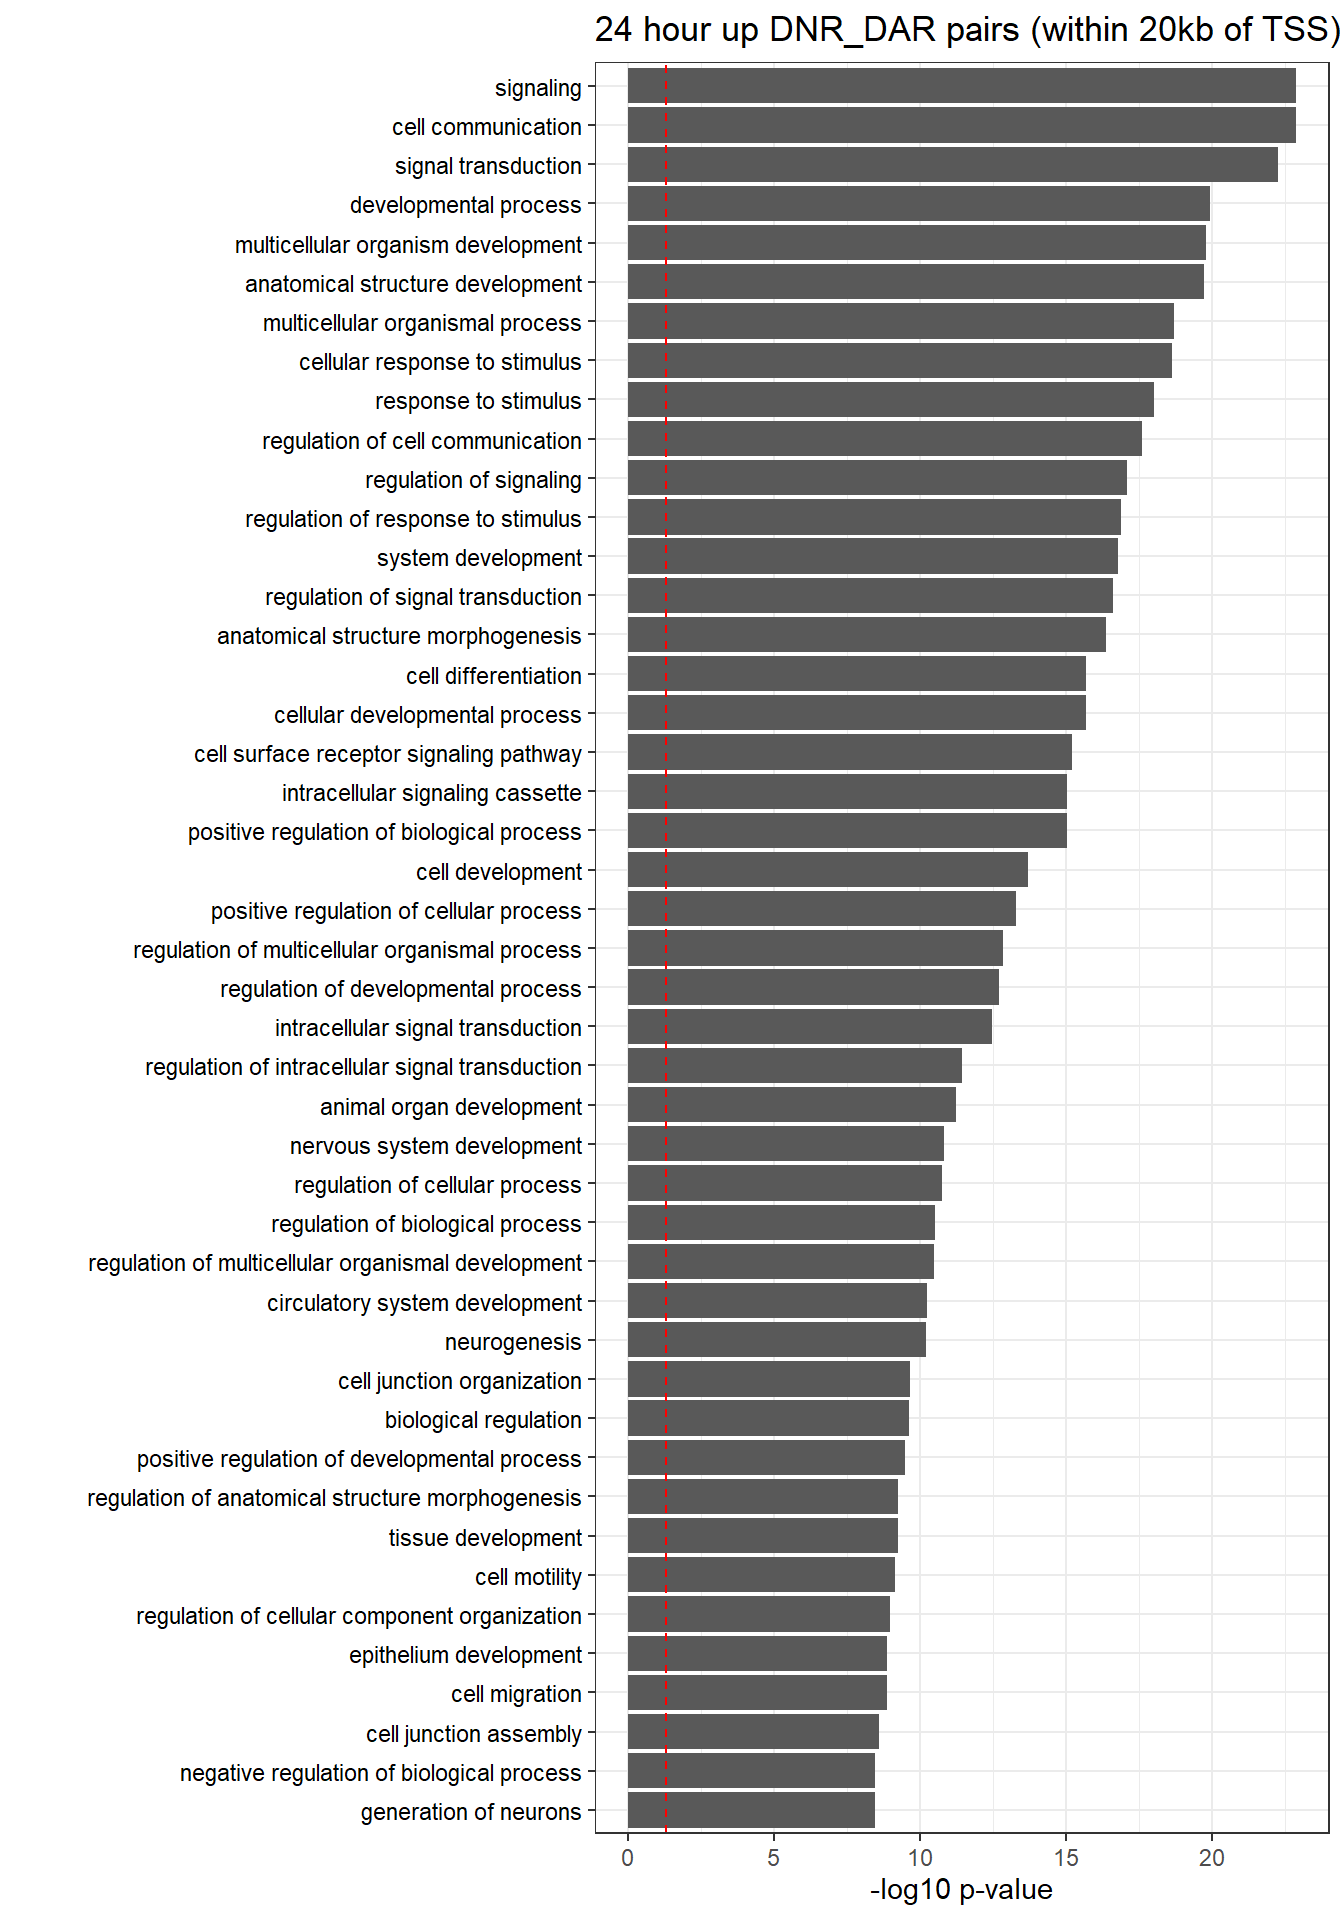 24 hour up DNR_DAR pairs (within 20kb of TSS)
signaling
cell communication
signal transduction
developmental process
multicellular organism development
anatomical structure development
multicellular organismal process
cellular response to stimulus
response to stimulus
regulation of cell communication
regulation of signaling
regulation of response to stimulus
system development
regulation of signal transduction
anatomical structure morphogenesis
cell differentiation
cellular developmental process
cell surface receptor signaling pathway
intracellular signaling cassette
positive regulation of biological process
cell development
positive regulation of cellular process
regulation of multicellular organismal process
regulation of developmental process
intracellular signal transduction
regulation of intracellular signal transduction
animal organ development
nervous system development
regulation of cellular process
regulation of biological process
regulation of multicellular organismal development
circulatory system development
neurogenesis
cell junction organization
biological regulation
positive regulation of developmental process
regulation of anatomical structure morphogenesis
tissue development
cell motility
regulation of cellular component organization
epithelium development
cell migration
cell junction assembly
negative regulation of biological process
generation of neurons
0 5 10 15 20
-log10 p-value